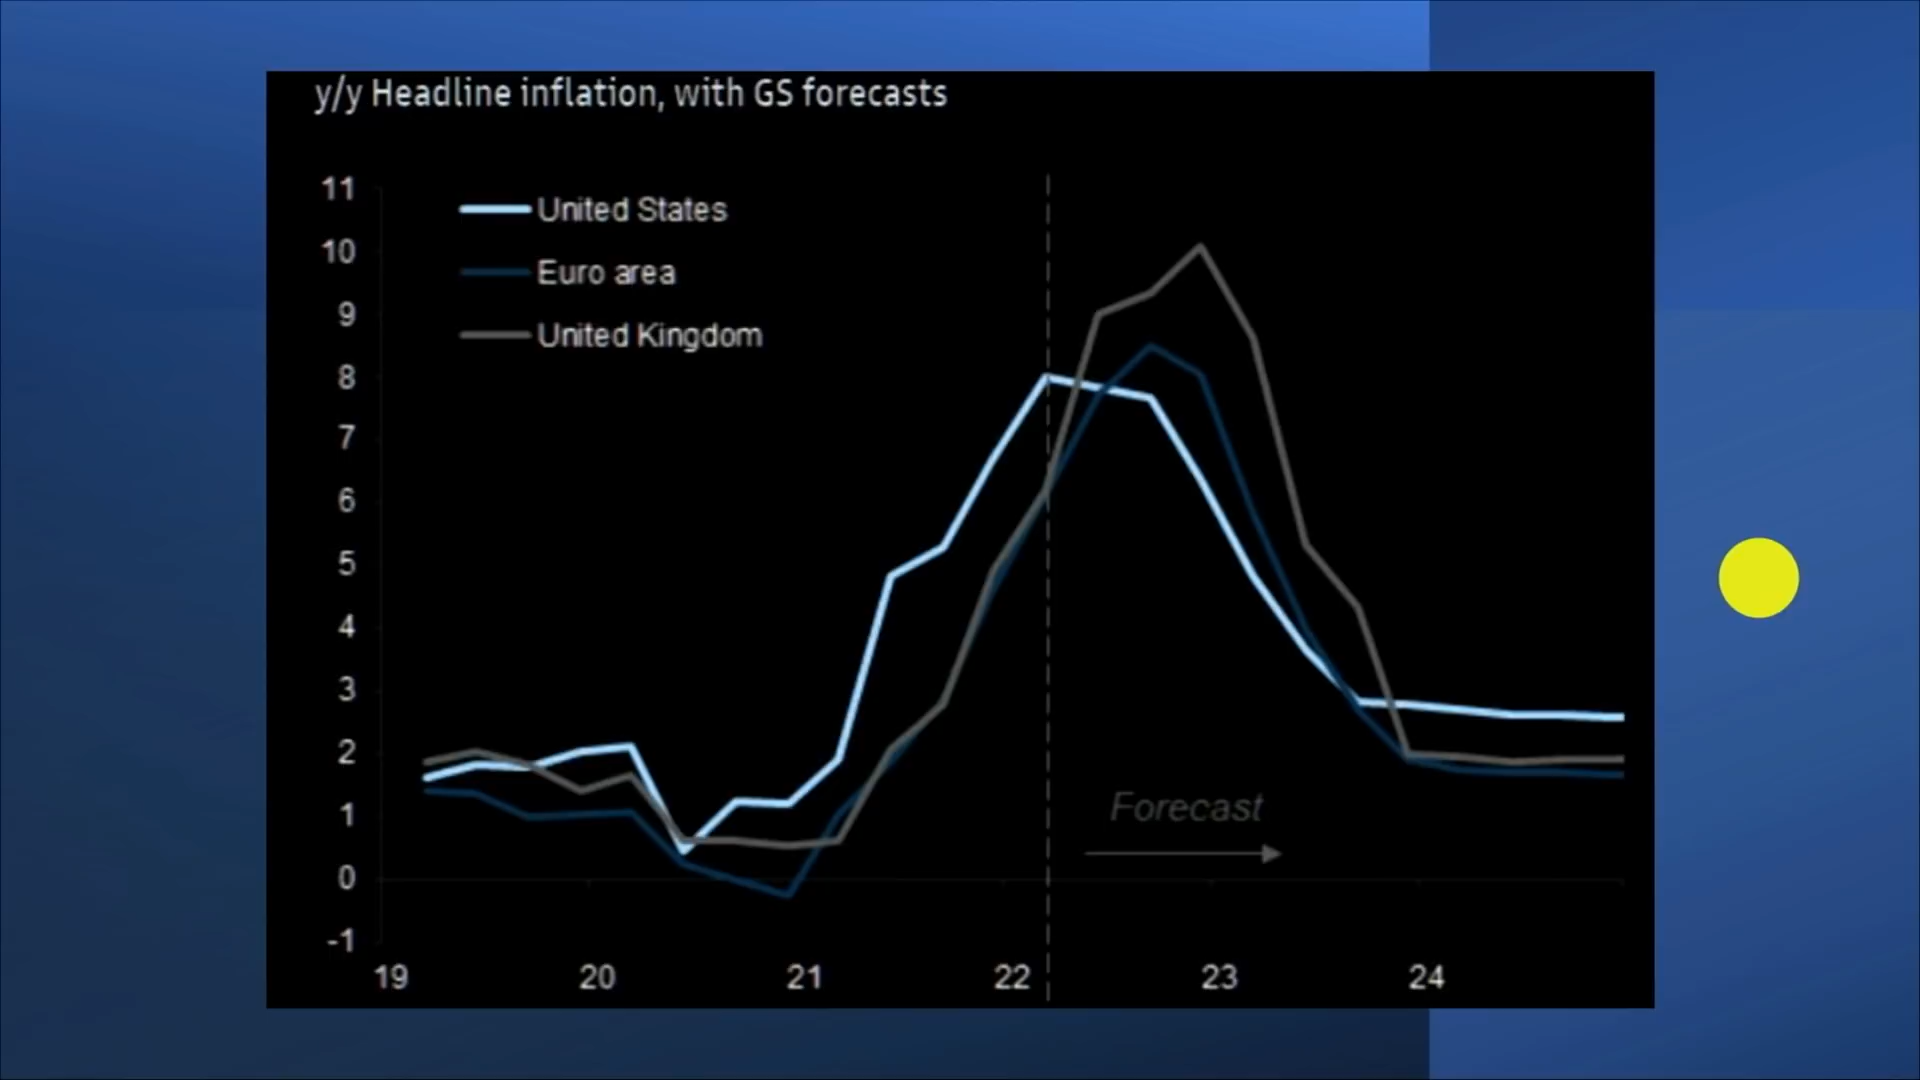 y/y Headline inflation, with GS forecasts
11
United States
10
Euro area
9
United Kingdom
8
7
6
5
4
3
2
1
Forecast
0
-1
19 20 21 22 23 24